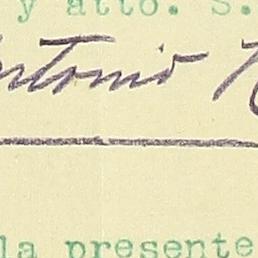 y atto. S.
Antonio
la presente